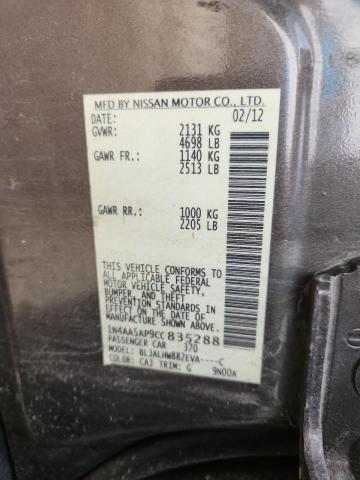 MFD BY NISSAN MOTOR CO., LTD.
DATE: 02/12
GVWR: 2131 KG
4698 LB
GAWR FR.: 1140 KG
2513 LB
GAWR RR.: 1000 KG
2205 LB
THIS VEHICLE CONFORMS TO
ALL APPLICABLE FEDERAL
MOTOR VEHICLE SAFETY,
BUMPER, AND THEFT
PREVENTION STANDARDS IN
EFFECT ON THE DATE OF
MANUFACTURE SHOWN ABOVE.
1N4AA5AP9CC835288
PASSENGER CAR 370
MODEL: BLJALHW882EVA----C
COLOR: CAJ TRIM: G 9N00A